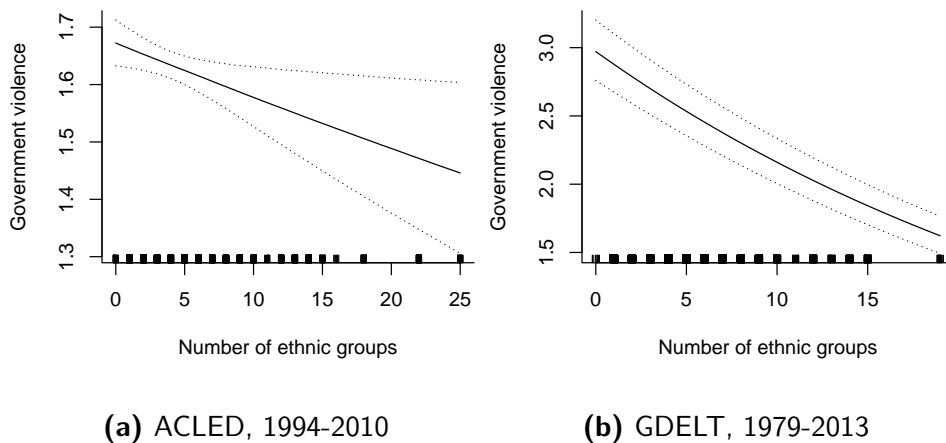 Government violence
1.7
1.6
1.5
1.4
1.3
0 5 10 15 20 25
Number of ethnic groups
(a) ACLED, 1994-2010
Government violence
3.0
2.5
2.0
1.5
0 5 10 15
Number of ethnic groups
(b) GDELT, 1979-2013